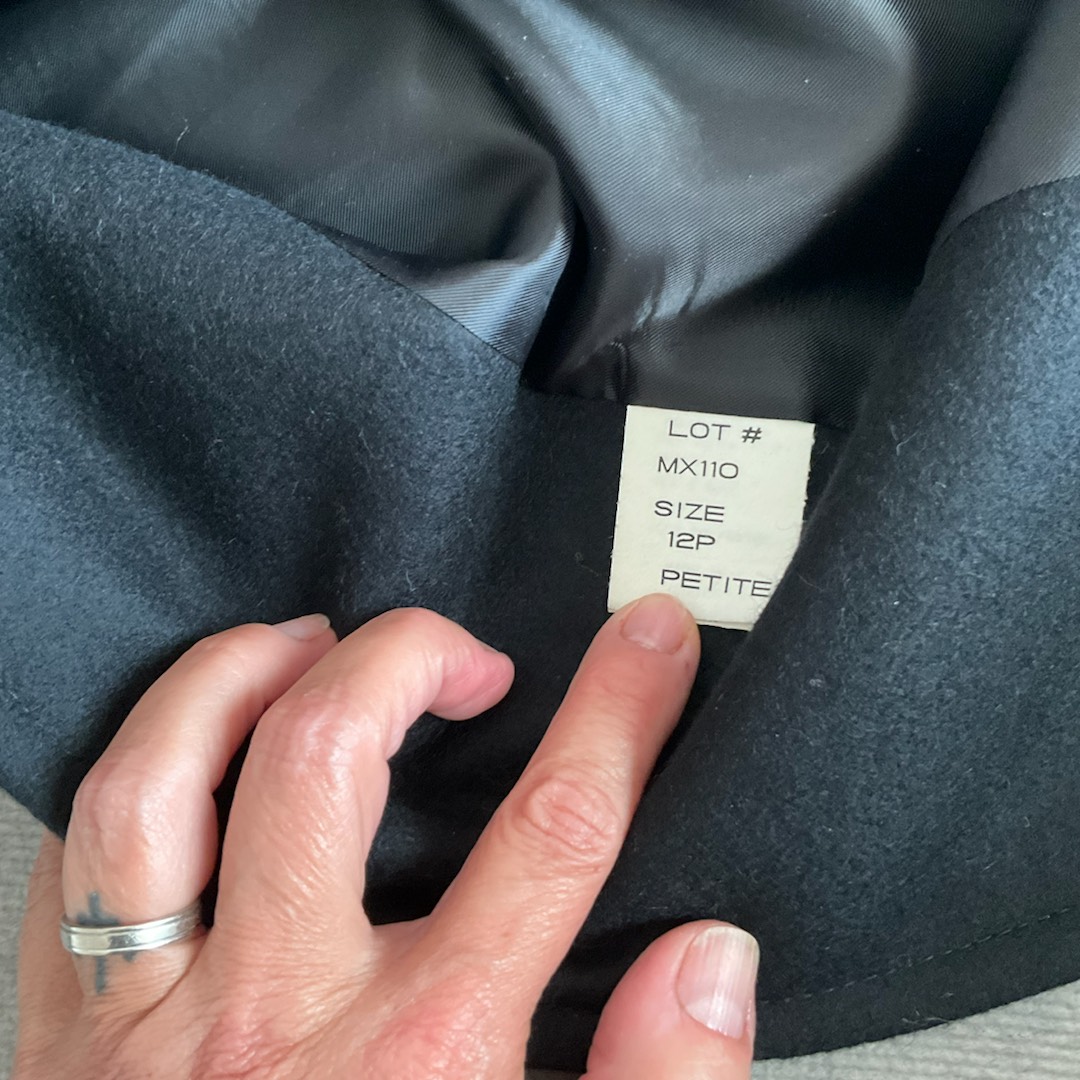 LOT #
MX110
SIZE
12P
PETITE